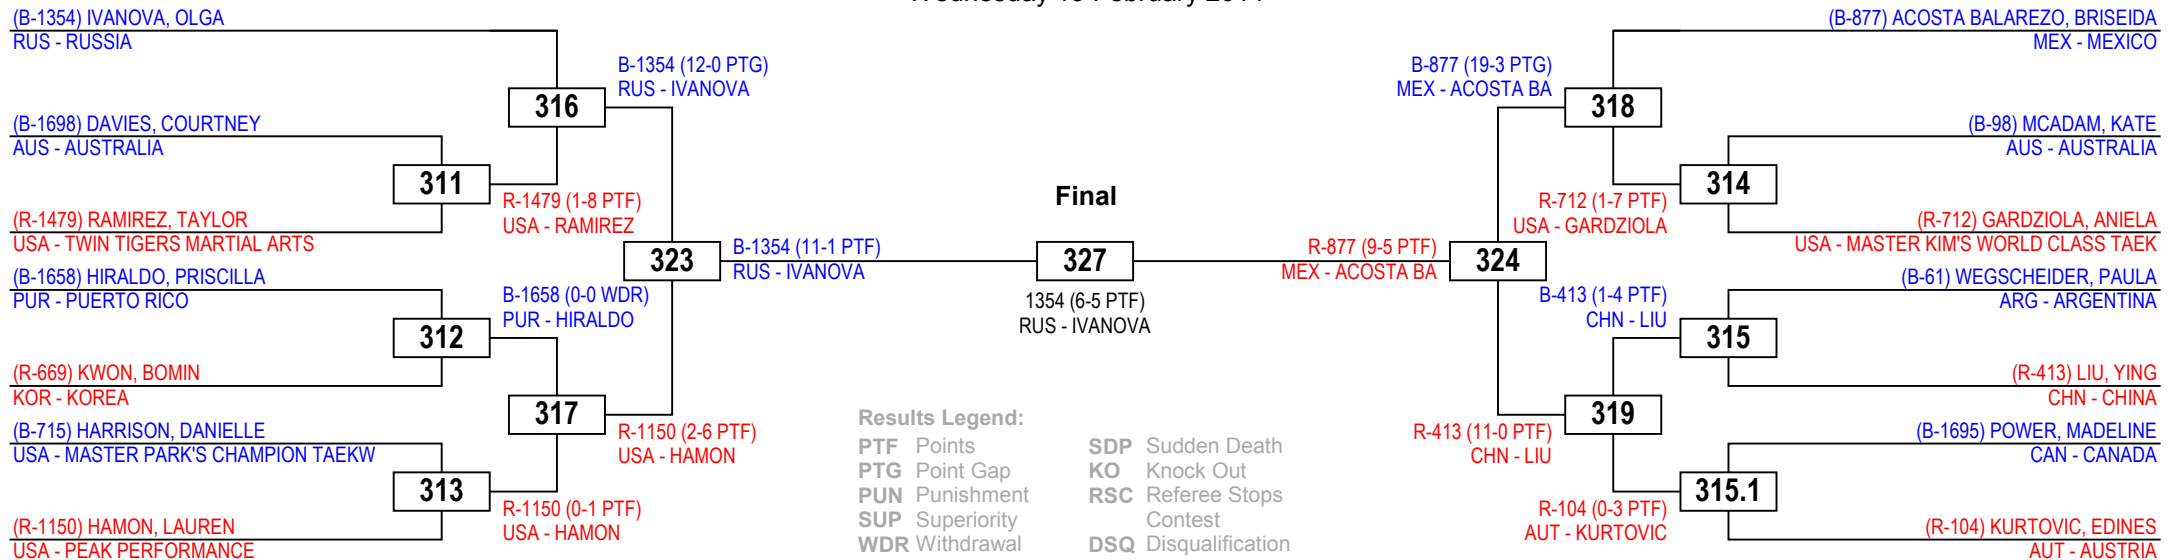 (B-1354) IVANOVA, OLGA
RUS - RUSSIA
(B-1698) DAVIES, COURTNEY
AUS - AUSTRALIA
(R-1479) RAMIREZ, TAYLOR
USA - TWIN TIGERS MARTIAL ARTS
(B-1658) HIRALDO, PRISCILLA
PUR - PUERTO RICO
(R-669) KWON, BOMIN
KOR - KOREA
(B-715) HARRISON, DANIELLE
USA - MASTER PARK'S CHAMPION TAEKW
(R-1150) HAMON, LAUREN
USA - PEAK PERFORMANCE
311
312
313
316
317
B-1354 (12-0 PTG)
RUS - IVANOVA
R-1479 (1-8 PTF)
USA - RAMIREZ
B-1658 (0-0 WDR)
PUR - HIRALDO
R-1150 (0-1 PTF)
USA - HAMON
323
R-1150 (2-6 PTF)
USA - HAMON
B-1354 (11-1 PTF)
RUS - IVANOVA
Final
327
1354 (6-5 PTF)
RUS - IVANOVA
Results Legend:
PTF Points
PTG Point Gap
PUN Punishment
SUP Superiority
WDR Withdrawal
SDP Sudden Death
KO Knock Out
RSC Referee Stops
Contest
DSQ Disqualification
R-877 (9-5 PTF)
MEX - ACOSTA BA
324
B-877 (19-3 PTG)
MEX - ACOSTA BA
R-413 (11-0 PTF)
CHN - LIU
318
319
R-712 (1-7 PTF)
USA - GARDZIOLA
B-413 (1-4 PTF)
CHN - LIU
R-104 (0-3 PTF)
AUT - KURTOVIC
314
315
315.1
(B-877) ACOSTA BALAREZO, BRISEIDA
MEX - MEXICO
(B-98) MCADAM, KATE
AUS - AUSTRALIA
(R-712) GARDZIOLA, ANIELA
USA - MASTER KIM'S WORLD CLASS TAEK
(B-61) WEGSCHEIDER, PAULA
ARG - ARGENTINA
(R-413) LIU, YING
CHN - CHINA
(B-1695) POWER, MADELINE
CAN - CANADA
(R-104) KURTOVIC, EDINES
AUT - AUSTRIA